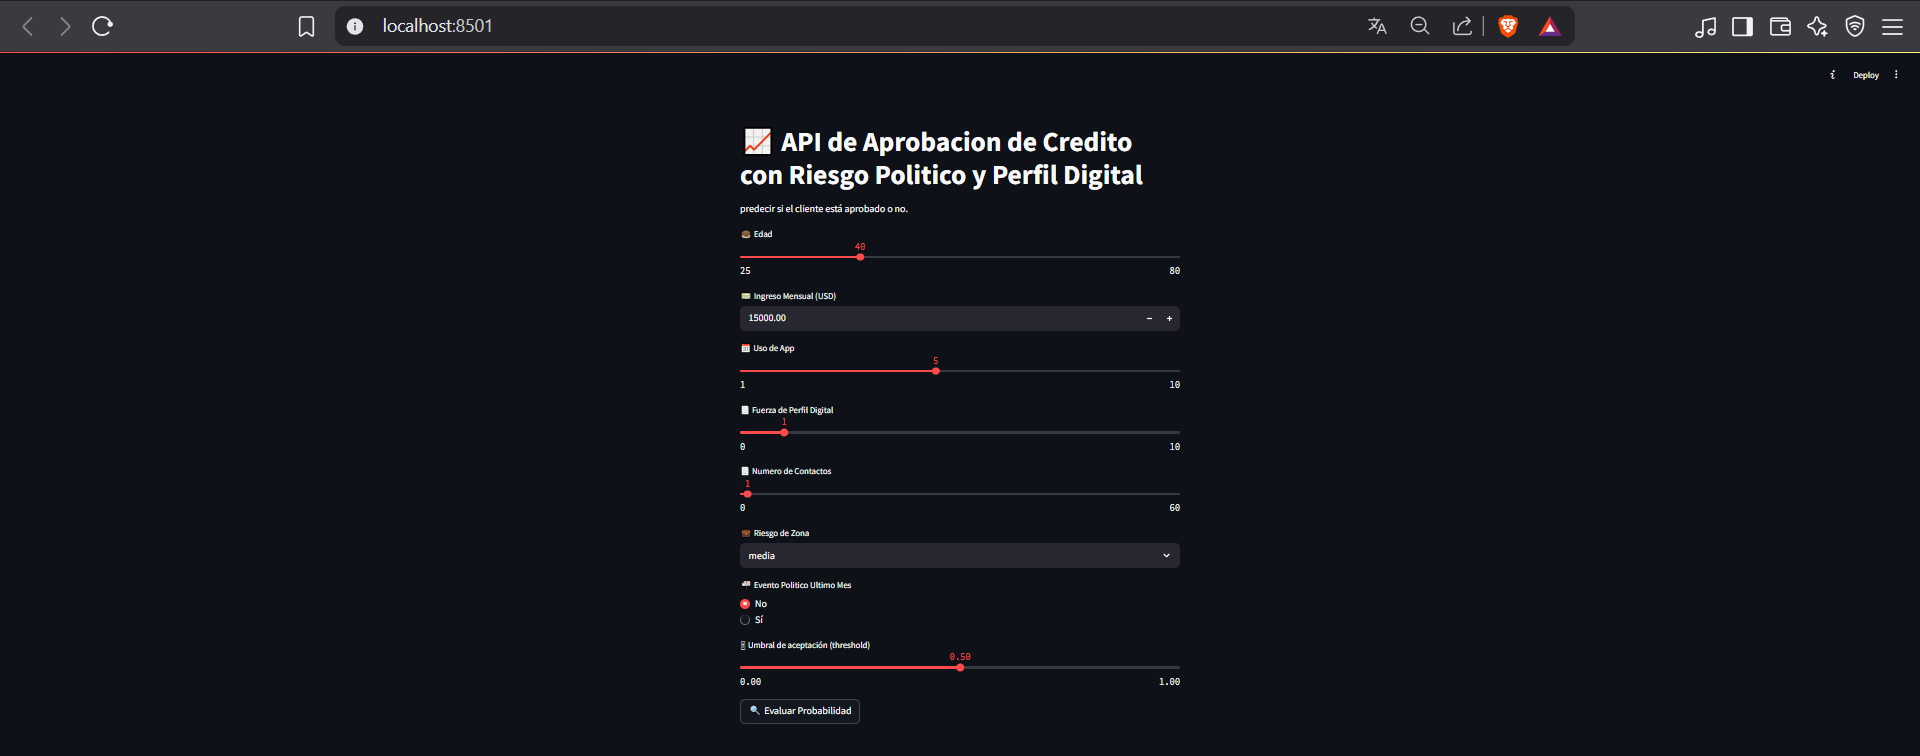 localhost:8501
Deploy
API de Aprobacion de Credito
con Riesgo Politico y Perfil Digital
predecir si el cliente está aprobado o no.
Edad
40
25 80
Ingreso Mensual (USD)
15000.00
Uso de App
5
1 10
Fuerza de Perfil Digital
1
0 10
Numero de Contactos
1
0 60
Riesgo de Zona
media
Evento Politico Ultimo Mes
No
Sí
Umbral de aceptación (threshold)
0.50
0.00 1.00
Evaluar Probabilidad